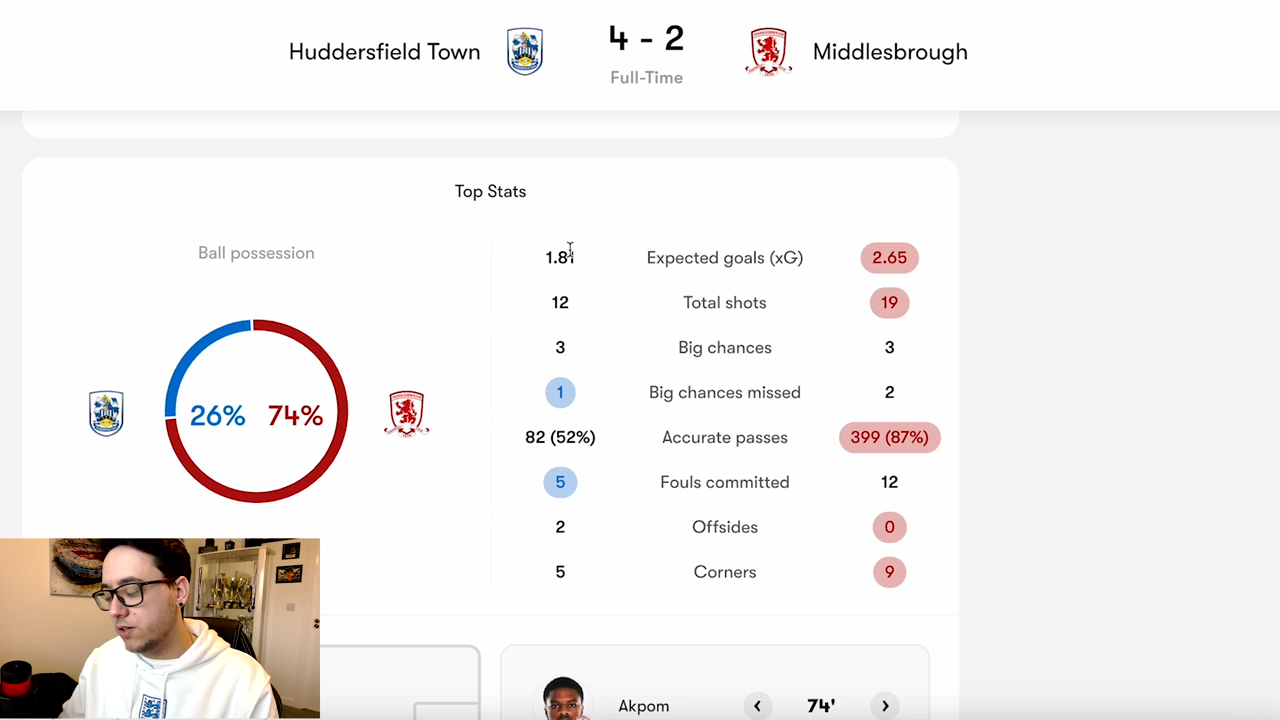 Huddersfield Town 4 - 2 Middlesbrough
Full-Time
Top Stats
Ball possession
26% 74%
1.81 Expected goals (xG) 2.65
12 Total shots 19
3 Big chances 3
1 Big chances missed 2
82 (52%) Accurate passes 399 (87%)
5 Fouls committed 12
2 Offsides 0
5 Corners 9
Akpom < 74' >